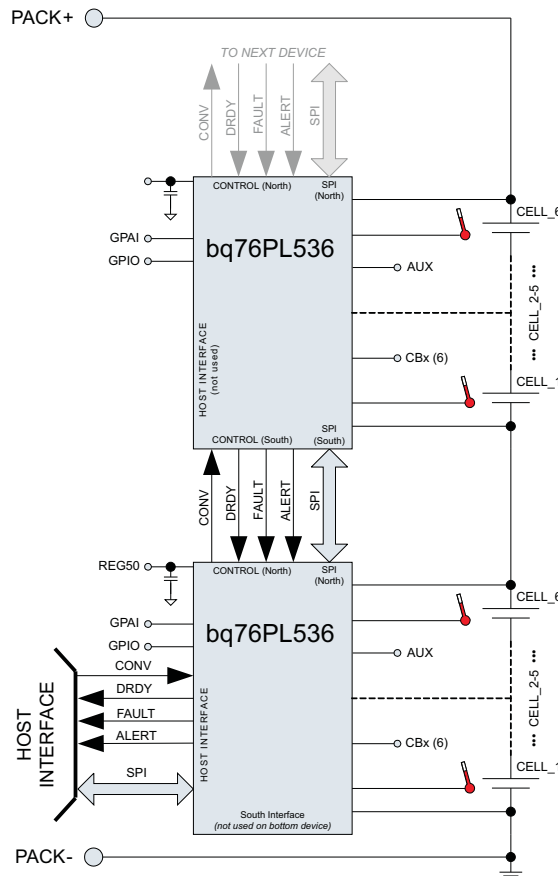 PACK+
TO NEXT DEVICE
CONV
DRDY
FAULT
ALERT
SPI
CONTROL (North)
SPI
(North)
CELL_6
GPAI
bq76PL536
GPIO
AUX
CELL_2-5
...
...
HOST INTERFACE
(not used)
CBx (6)
CELL_1
SPI
(South)
CONTROL (South)
CONV
DRDY
FAULT
ALERT
SPI
REG50
CONTROL (North)
SPI
(North)
CELL_6
GPAI
bq76PL536
GPIO
AUX
CONV
DRDY
FAULT
ALERT
SPI
HOST
INTERFACE
HOST INTERFACE
CELL_2-5
...
...
CBx (6)
CELL_1
South Interface
(not used on bottom device)
PACK-